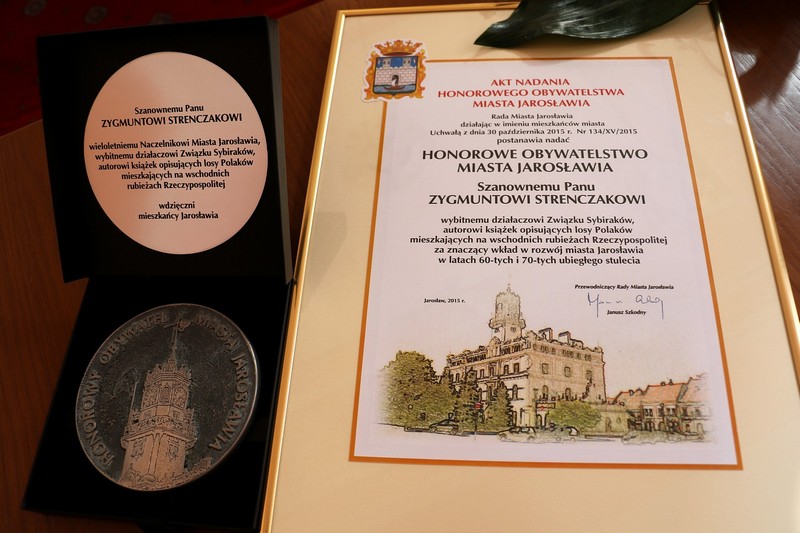 Szanownemu Panu
ZYGMUNTOWI STRENCZAKOWI
wieloletniemu Naczelnikowi Miasta Jarosławia,
wybitnemu działaczowi Związku Sybiraków,
autorowi książek opisujących losy Polaków
mieszkających na wschodnich
rubieżach Rzeczypospolitej
wdzięczni
mieszkańcy Jarosławia
HONOROWY OBYWATEL MIASTA JAROSŁAWIA
AKT NADANIA
HONOROWEGO OBYWATELSTWA
MIASTA JAROSŁAWIA
Rada Miasta Jarosławia
działając w imieniu mieszkańców miasta
Uchwałą z dnia 30 października 2015 r. Nr 134/XV/2015
postanawia nadać
HONOROWE OBYWATELSTWO
MIASTA JAROSŁAWIA
Szanownemu Panu
ZYGMUNTOWI STRENCZAKOWI
wybitnemu działaczowi Związku Sybiraków,
autorowi książek opisujących losy Polaków
mieszkających na wschodnich rubieżach Rzeczypospolitej
za znaczący wkład w rozwój miasta Jarosławia
w latach 60-tych i 70-tych ubiegłego stulecia
Przewodniczący Rady Miasta Jarosławia
Jarosław, 2015 r.
Janusz Szkodny